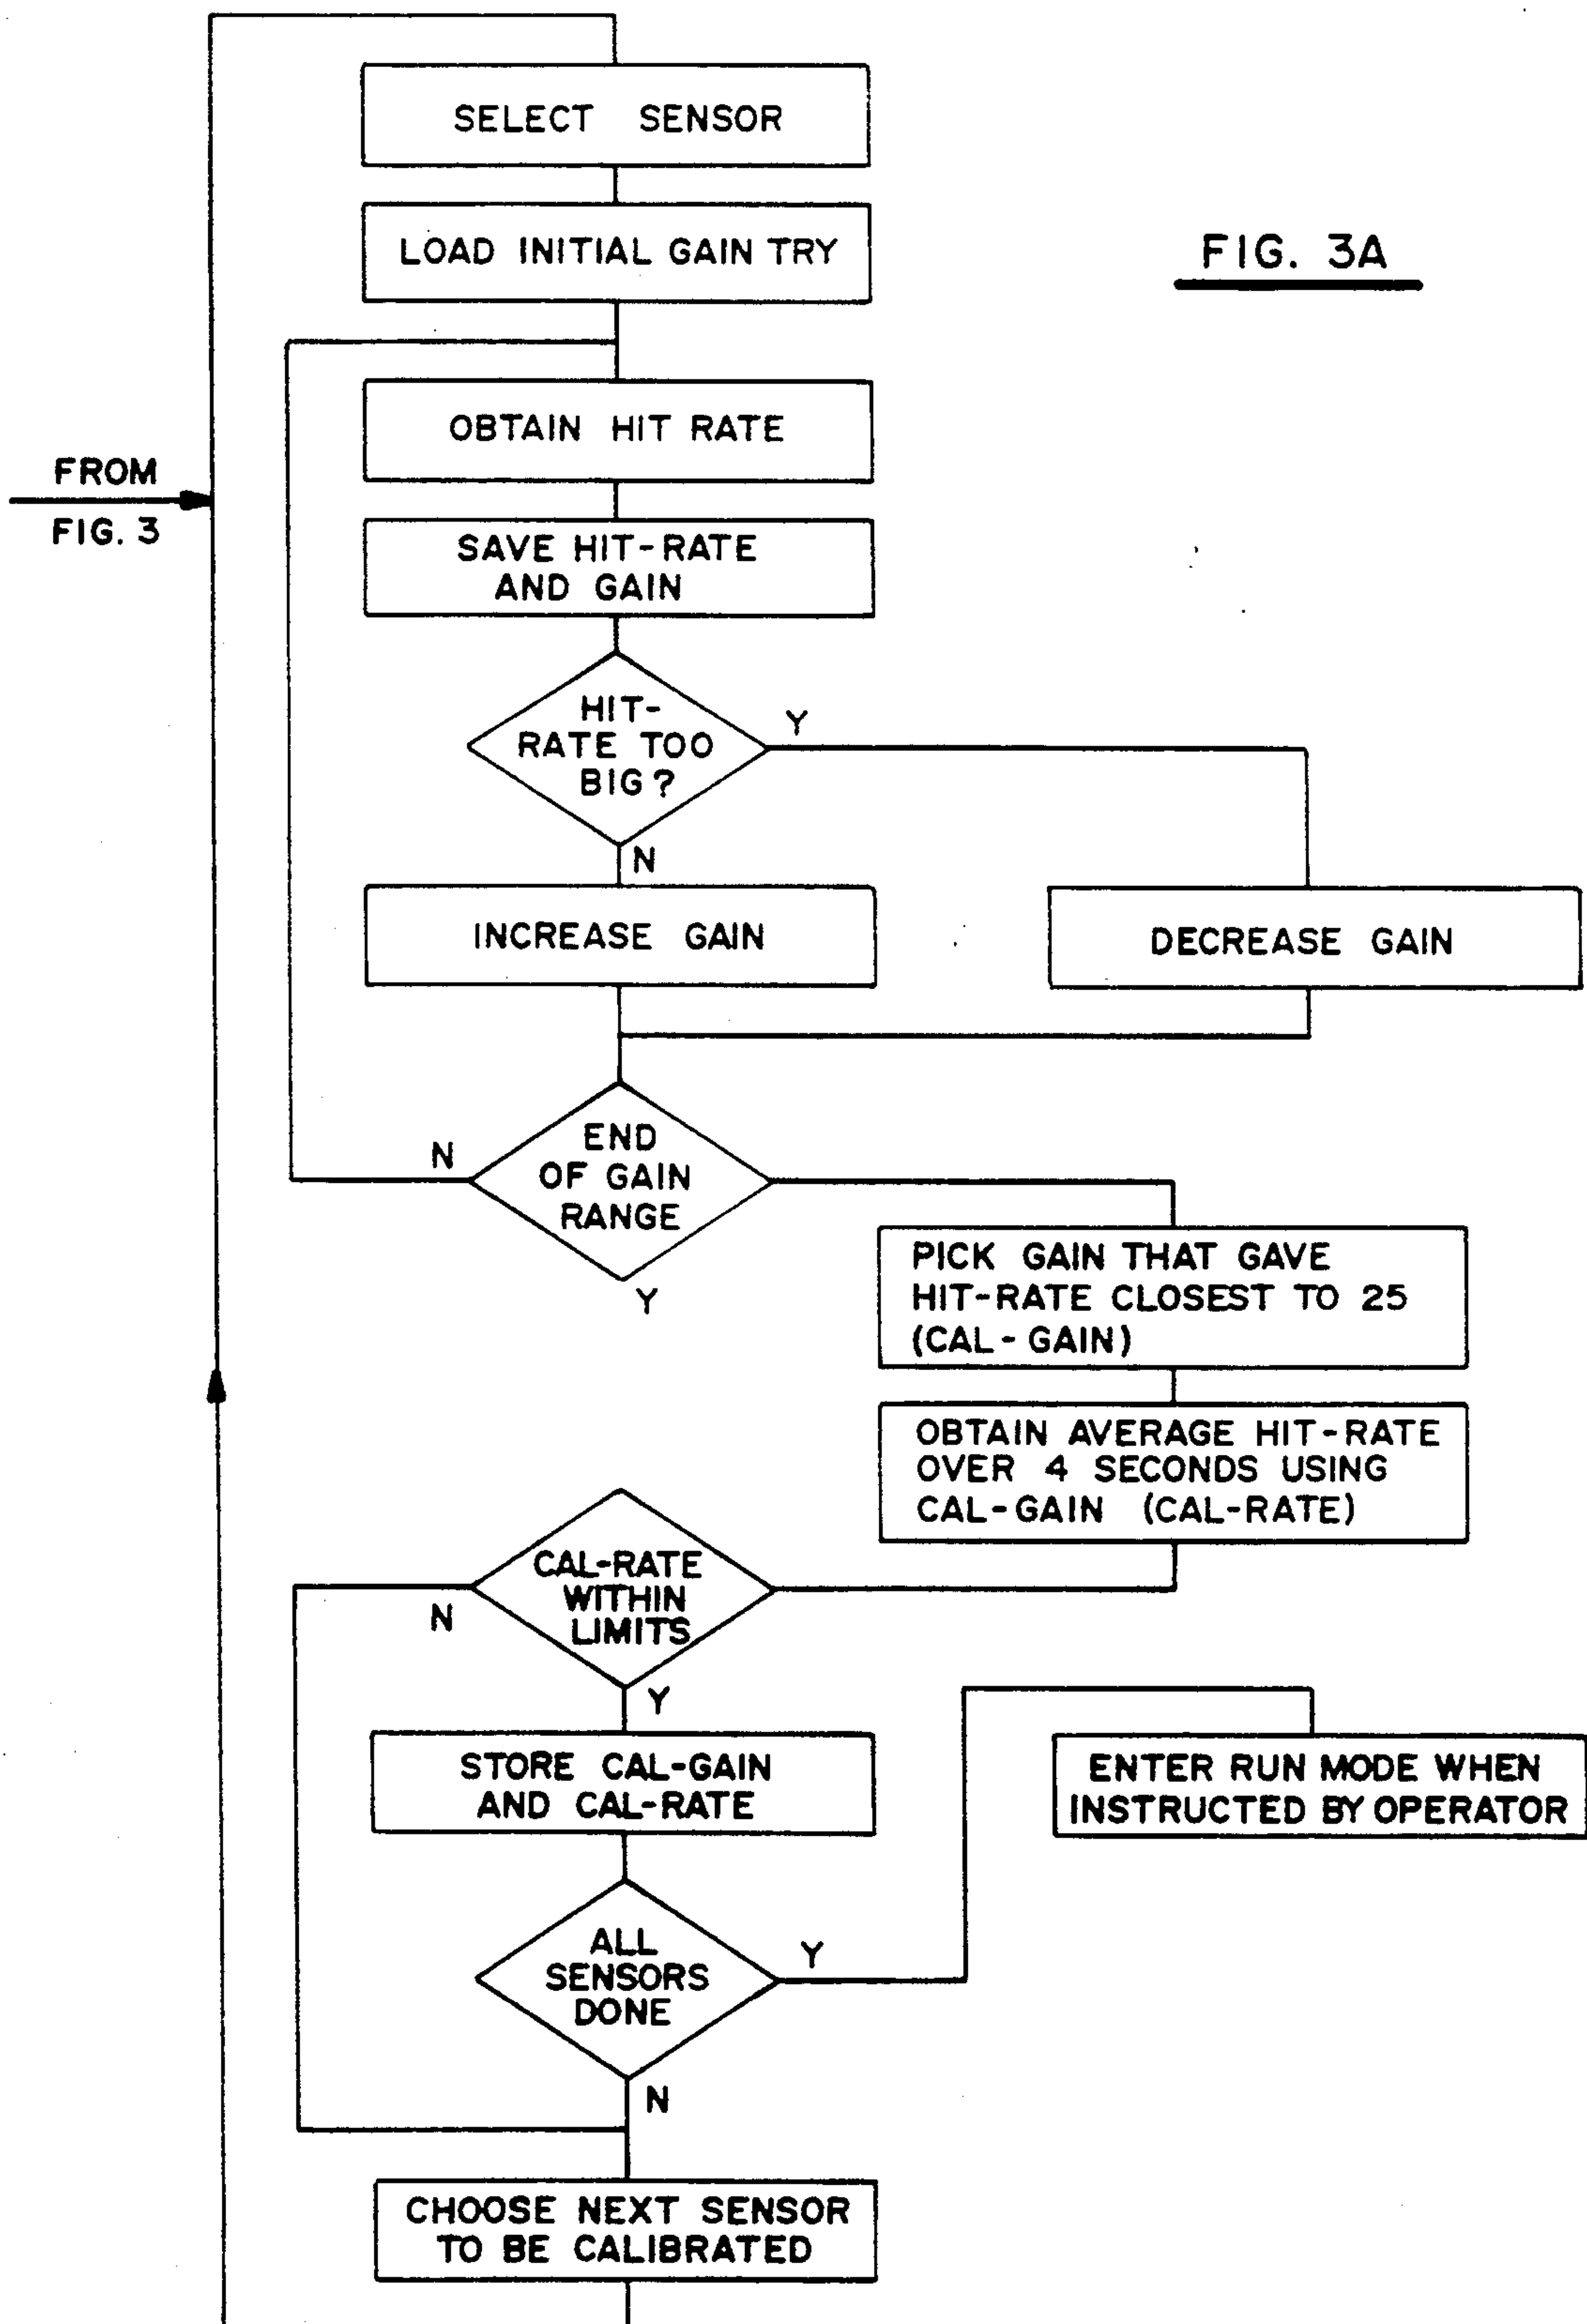 SELECT SENSOR
LOAD INITIAL GAIN TRY
FIG. 3A
OBTAIN HIT RATE
FROM
FIG. 3
SAVE HIT-RATE
AND GAIN
HIT-
RATE TOO
BIG?
Y
N
INCREASE GAIN
DECREASE GAIN
END
OF GAIN
RANGE
N
Y
PICK GAIN THAT GAVE
HIT-RATE CLOSEST TO 25
(CAL-GAIN)
OBTAIN AVERAGE HIT-RATE
OVER 4 SECONDS USING
CAL-GAIN (CAL-RATE)
CAL-RATE
WITHIN
LIMITS
N
Y
STORE CAL-GAIN
AND CAL-RATE
ENTER RUN MODE WHEN
INSTRUCTED BY OPERATOR
ALL
SENSORS
DONE
Y
N
CHOOSE NEXT SENSOR
TO BE CALIBRATED